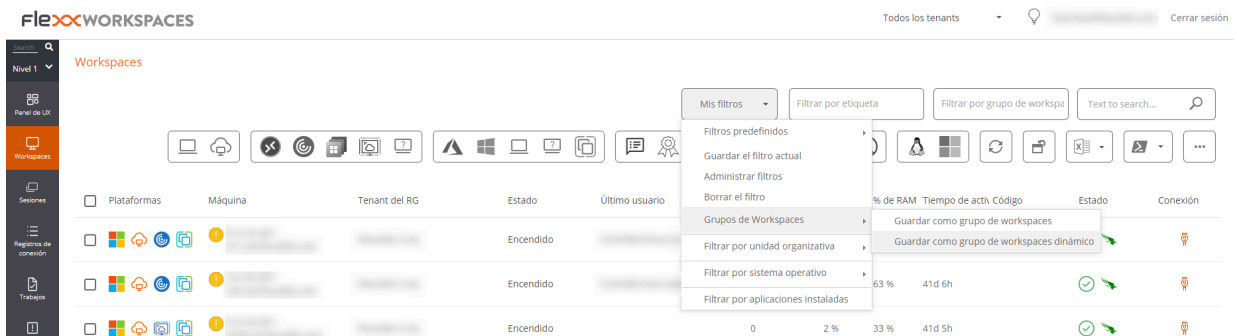 FlexxWORKSPACES
Todos los tenants
Cerrar sesión
Search
Nivel 1
Workspaces
Panel de UX
Mis filtros
Filtrar por etiqueta
Filtrar por grupo de workspa
Text to search...
Filtros predefinidos
Guardar el filtro actual
Administrar filtros
Borrar el filtro
Grupos de Workspaces
Guardar como grupo de workspaces
Guardar como grupo de workspaces dinámico
Filtrar por unidad organizativa
Filtrar por sistema operativo
Filtrar por aplicaciones instaladas
Workspaces
Sesiones
Registros de
conexión
Trabajos
Plataformas Máquina Tenant del RG Estado Último usuario % de RAM Tiempo de activ Código Estado Conexión
Encendido
Encendido 63 % 41d 6h
Encendido 0 2 % 33 % 41d 5h